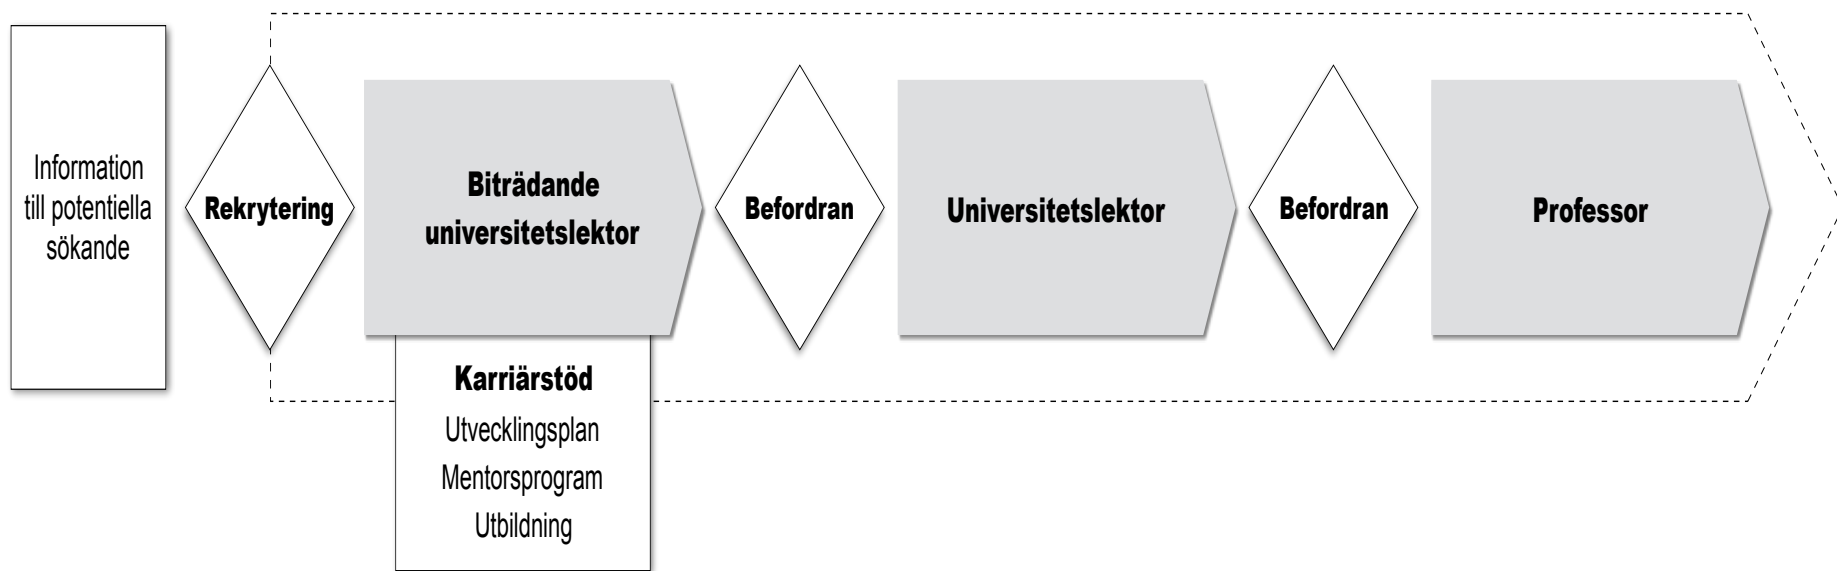 Information
till potentiella
sökande
Rekrytering
Biträdande
universitetslektor
Karriärstöd
Utvecklingsplan
Mentorsprogram
Utbildning
Befordran
Universitetslektor
Befordran
Professor